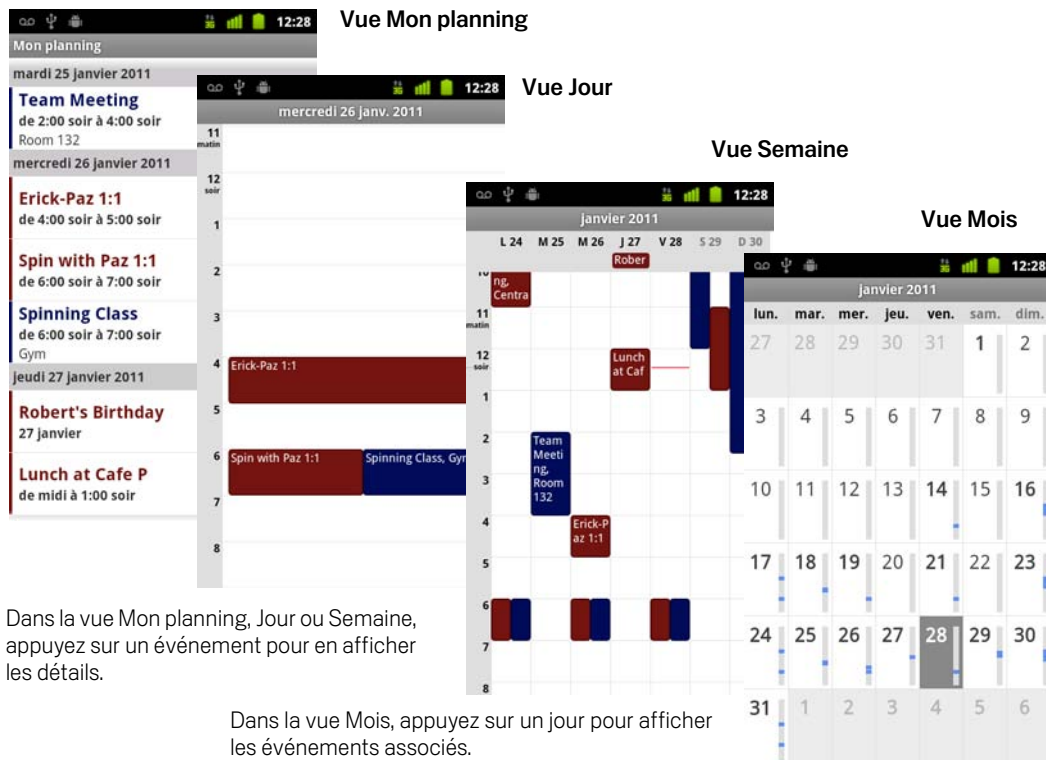 Vue Mon planning
12:28
Mon planning
mardi 25 janvier 2011
Team Meeting
de 2:00 soir à 4:00 soir
Room 132
mercredi 26 janvier 2011
Erick-Paz 1:1
de 4:00 soir à 5:00 soir
Spin with Paz 1:1
de 6:00 soir à 7:00 soir
Spinning Class
de 6:00 soir à 7:00 soir
Gym
jeudi 27 janvier 2011
Robert's Birthday
27 janvier
Lunch at Cafe P
de midi à 1:00 soir
Vue Jour
3G
12:28
mercredi 26 janv. 2011
11
matin
12
soir
1
2
3
4
Erick-Paz 1:1
5
6
Spin with Paz 1:1
Spinning Class, Gyr
7
8
Vue Semaine
3G
12:28
janvier 2011
L 24 M 25 M 26 J 27 V 28 S 29 D 30
Rober
10
ng,
Centra
11
matin
12
soir
Lunch
at Caf
1
2
Team
Meeti
ng,
Room
132
3
4
Erick-P
az 1:1
5
6
7
8
Vue Mois
3G
12:28
janvier 2011
lun. mar. mer. jeu. ven. sam. dim.
27 28 29 30 31 1 2
3 4 5 6 7 8 9
10 11 12 13 14 15 16
17 18 19 20 21 22 23
24 25 26 27 28 29 30
31 1 2 3 4 5 6
Dans la vue Mon planning, Jour ou Semaine,
appuyez sur un événement pour en afficher
les détails.
Dans la vue Mois, appuyez sur un jour pour afficher
les événements associés.